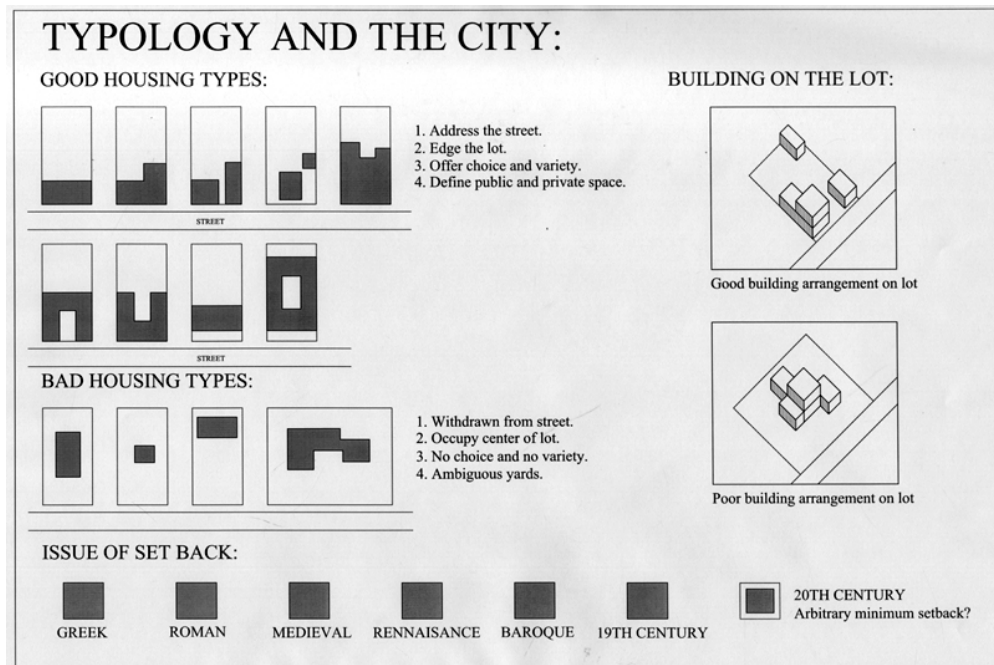 TYPOLOGY AND THE CITY:
GOOD HOUSING TYPES:
1. Address the street.
2. Edge the lot.
3. Offer choice and variety.
4. Define public and private space.
STREET
STREET
BAD HOUSING TYPES:
1. Withdrawn from street.
2. Occupy center of lot.
3. No choice and no variety.
4. Ambiguous yards.
BUILDING ON THE LOT:
Good building arrangement on lot
Poor building arrangement on lot
ISSUE OF SET BACK:
GREEK
ROMAN
MEDIEVAL
RENNAISANCE
BAROQUE
19TH CENTURY
20TH CENTURY
Arbitrary minimum setback?